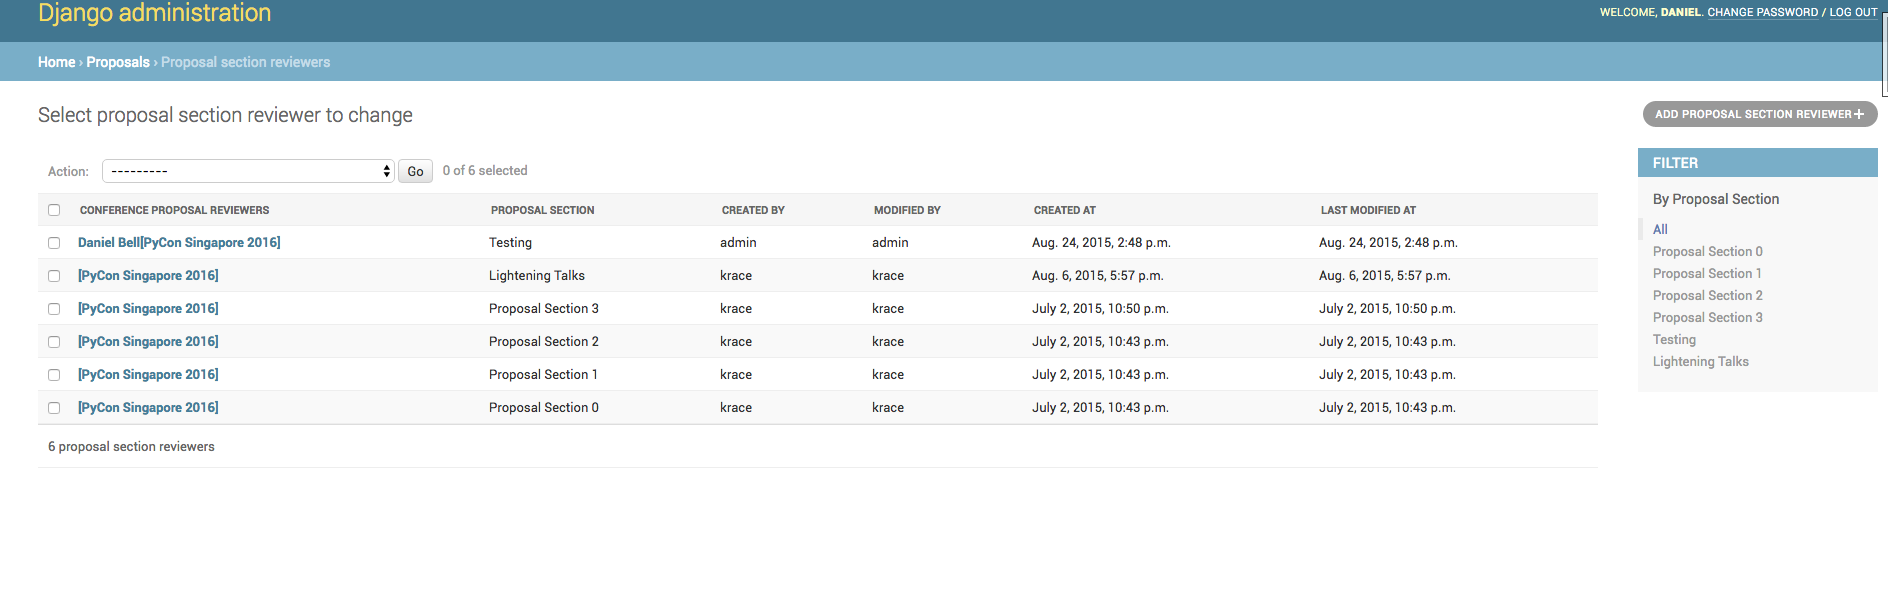 Django administration
WELCOME, DANIEL. CHANGE PASSWORD / LOG OUT
Home › Proposals › Proposal section reviewers
Select proposal section reviewer to change
ADD PROPOSAL SECTION REVIEWER +
Action: --------- Go 0 of 6 selected
CONFERENCE PROPOSAL REVIEWERS PROPOSAL SECTION CREATED BY MODIFIED BY CREATED AT LAST MODIFIED AT
Daniel Bell[PyCon Singapore 2016] Testing admin admin Aug. 24, 2015, 2:48 p.m. Aug. 24, 2015, 2:48 p.m.
[PyCon Singapore 2016] Lightening Talks krace krace Aug. 6, 2015, 5:57 p.m. Aug. 6, 2015, 5:57 p.m.
[PyCon Singapore 2016] Proposal Section 3 krace krace July 2, 2015, 10:50 p.m. July 2, 2015, 10:50 p.m.
[PyCon Singapore 2016] Proposal Section 2 krace krace July 2, 2015, 10:43 p.m. July 2, 2015, 10:43 p.m.
[PyCon Singapore 2016] Proposal Section 1 krace krace July 2, 2015, 10:43 p.m. July 2, 2015, 10:43 p.m.
[PyCon Singapore 2016] Proposal Section 0 krace krace July 2, 2015, 10:43 p.m. July 2, 2015, 10:43 p.m.
6 proposal section reviewers
FILTER
By Proposal Section
All
Proposal Section 0
Proposal Section 1
Proposal Section 2
Proposal Section 3
Testing
Lightening Talks